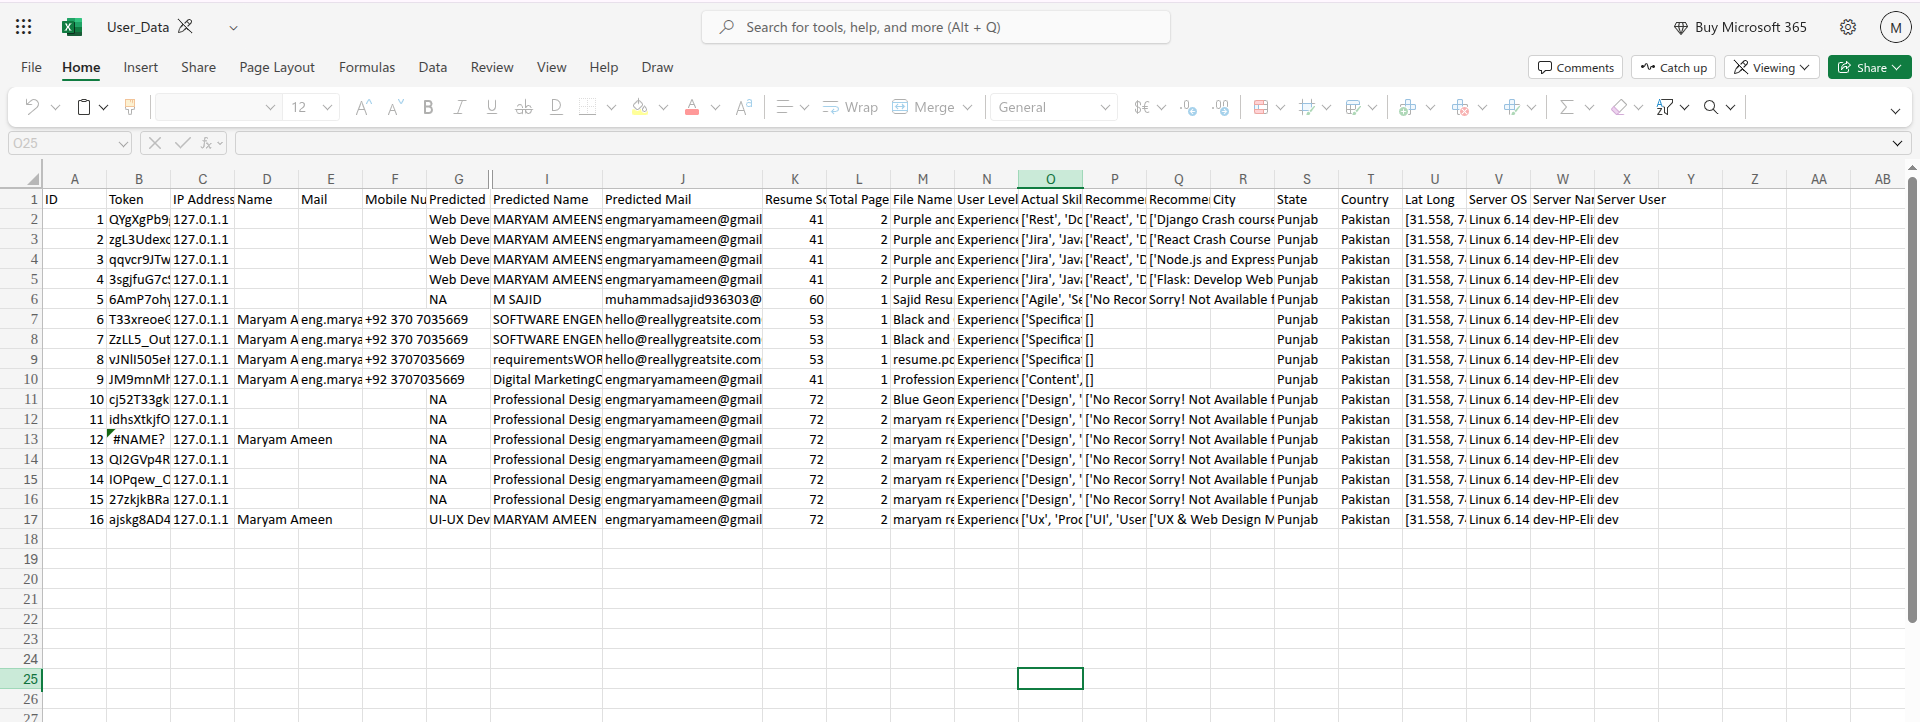 User_Data
Search for tools, help, and more (Alt + Q)
Buy Microsoft 365
M
File Home Insert Share Page Layout Formulas Data Review View Help Draw
Comments Catch up Viewing Share
12 B I U ab D A A Wrap Merge General $€ .0 .00
O25 fx
A B C D E F G I J K L M N O P Q R S T U V W X Y Z AA AB
1 ID Token IP Address Name Mail Mobile Nu Predicted Predicted Name Predicted Mail Resume Sc Total Page File Name User Level Actual Skil Recommen Recomme City State Country Lat Long Server OS Server Nar Server User
2 1 QYgXgPb9 127.0.1.1 Web Deve MARYAM AMEENS engmaryamameen@gmail 41 2 Purple and Experience ['Rest', 'Do ['React', 'D ['Django Crash course Punjab Pakistan [31.558, 74 Linux 6.14 dev-HP-Eli dev
3 2 zgL3Udexo 127.0.1.1 Web Deve MARYAM AMEENS engmaryamameen@gmail 41 2 Purple and Experience ['Jira', 'Java ['React', 'D ['React Crash Course Punjab Pakistan [31.558, 74 Linux 6.14 dev-HP-Eli dev
4 3 qqvcr9JTw 127.0.1.1 Web Deve MARYAM AMEENS engmaryamameen@gmail 41 2 Purple and Experience ['Jira', 'Java ['React', 'D ['Node.js and Express Punjab Pakistan [31.558, 74 Linux 6.14 dev-HP-Eli dev
5 4 3sgjfuG7cS 127.0.1.1 Web Deve MARYAM AMEENS engmaryamameen@gmail 41 2 Purple and Experience ['Jira', 'Java ['React', 'D ['Flask: Develop Web Punjab Pakistan [31.558, 74 Linux 6.14 dev-HP-Eli dev
6 5 6AmP7ohy 127.0.1.1 NA M SAJID muhammadsajid936303@ 60 1 Sajid Resu Experience ['Agile', 'Se ['No Recor Sorry! Not Available f Punjab Pakistan [31.558, 74 Linux 6.14 dev-HP-Eli dev
7 6 T33xreoeG 127.0.1.1 Maryam A eng.marya +92 370 7035669 SOFTWARE ENGEN hello@reallygreatsite.com 53 1 Black and Experience ['Specificat [] Punjab Pakistan [31.558, 74 Linux 6.14 dev-HP-Eli dev
8 7 ZzLL5_Out 127.0.1.1 Maryam A eng.marya +92 370 7035669 SOFTWARE ENGEN hello@reallygreatsite.com 53 1 Black and Experience ['Specificat [] Punjab Pakistan [31.558, 74 Linux 6.14 dev-HP-Eli dev
9 8 127.0.1.1 Maryam A eng.marya +92 3707035669 requirementsWOR hello@reallygreatsite.com 53 1 resume.pc Experience ['Specificat [] Punjab Pakistan [31.558, 74 Linux 6.14 dev-HP-Eli dev
10 9 JM9mnMh 127.0.1.1 Maryam A eng.marya +92 3707035669 Digital MarketingC engmaryamameen@gmail 41 1 Profession Experience ['Content', [] Punjab Pakistan [31.558, 74 Linux 6.14 dev-HP-Eli dev
11 10 cj52T33gk 127.0.1.1 NA Professional Desig engmaryamameen@gmail 72 2 Blue Geon Experience ['Design', ' ['No Recor Sorry! Not Available f Punjab Pakistan [31.558, 74 Linux 6.14 dev-HP-Eli dev
12 11 idhsXtkjfO 127.0.1.1 NA Professional Desig engmaryamameen@gmail 72 2 maryam re Experience ['Design', ' ['No Recor Sorry! Not Available f Punjab Pakistan [31.558, 74 Linux 6.14 dev-HP-Eli dev
13 12 #NAME? 127.0.1.1 Maryam Ameen NA Professional Desig engmaryamameen@gmail 72 2 maryam re Experience ['Design', ' ['No Recor Sorry! Not Available f Punjab Pakistan [31.558, 74 Linux 6.14 dev-HP-Eli dev
14 13 QI2GVp4R 127.0.1.1 NA Professional Desig engmaryamameen@gmail 72 2 maryam re Experience ['Design', ' ['No Recor Sorry! Not Available f Punjab Pakistan [31.558, 74 Linux 6.14 dev-HP-Eli dev
15 14 IOPqew_C 127.0.1.1 NA Professional Desig engmaryamameen@gmail 72 2 maryam re Experience ['Design', ' ['No Recor Sorry! Not Available f Punjab Pakistan [31.558, 74 Linux 6.14 dev-HP-Eli dev
16 15 27zkjkBRa 127.0.1.1 NA Professional Desig engmaryamameen@gmail 72 2 maryam re Experience ['Design', ' ['No Recor Sorry! Not Available f Punjab Pakistan [31.558, 74 Linux 6.14 dev-HP-Eli dev
17 16 ajskg8AD4 127.0.1.1 Maryam Ameen UI-UX Dev MARYAM AMEEN engmaryamameen@gmail 72 2 maryam re Experience ['Ux', 'Proc ['UI', 'User ['UX & Web Design M Punjab Pakistan [31.558, 74 Linux 6.14 dev-HP-Eli dev
18
19
20
21
22
23
24
25
26
27